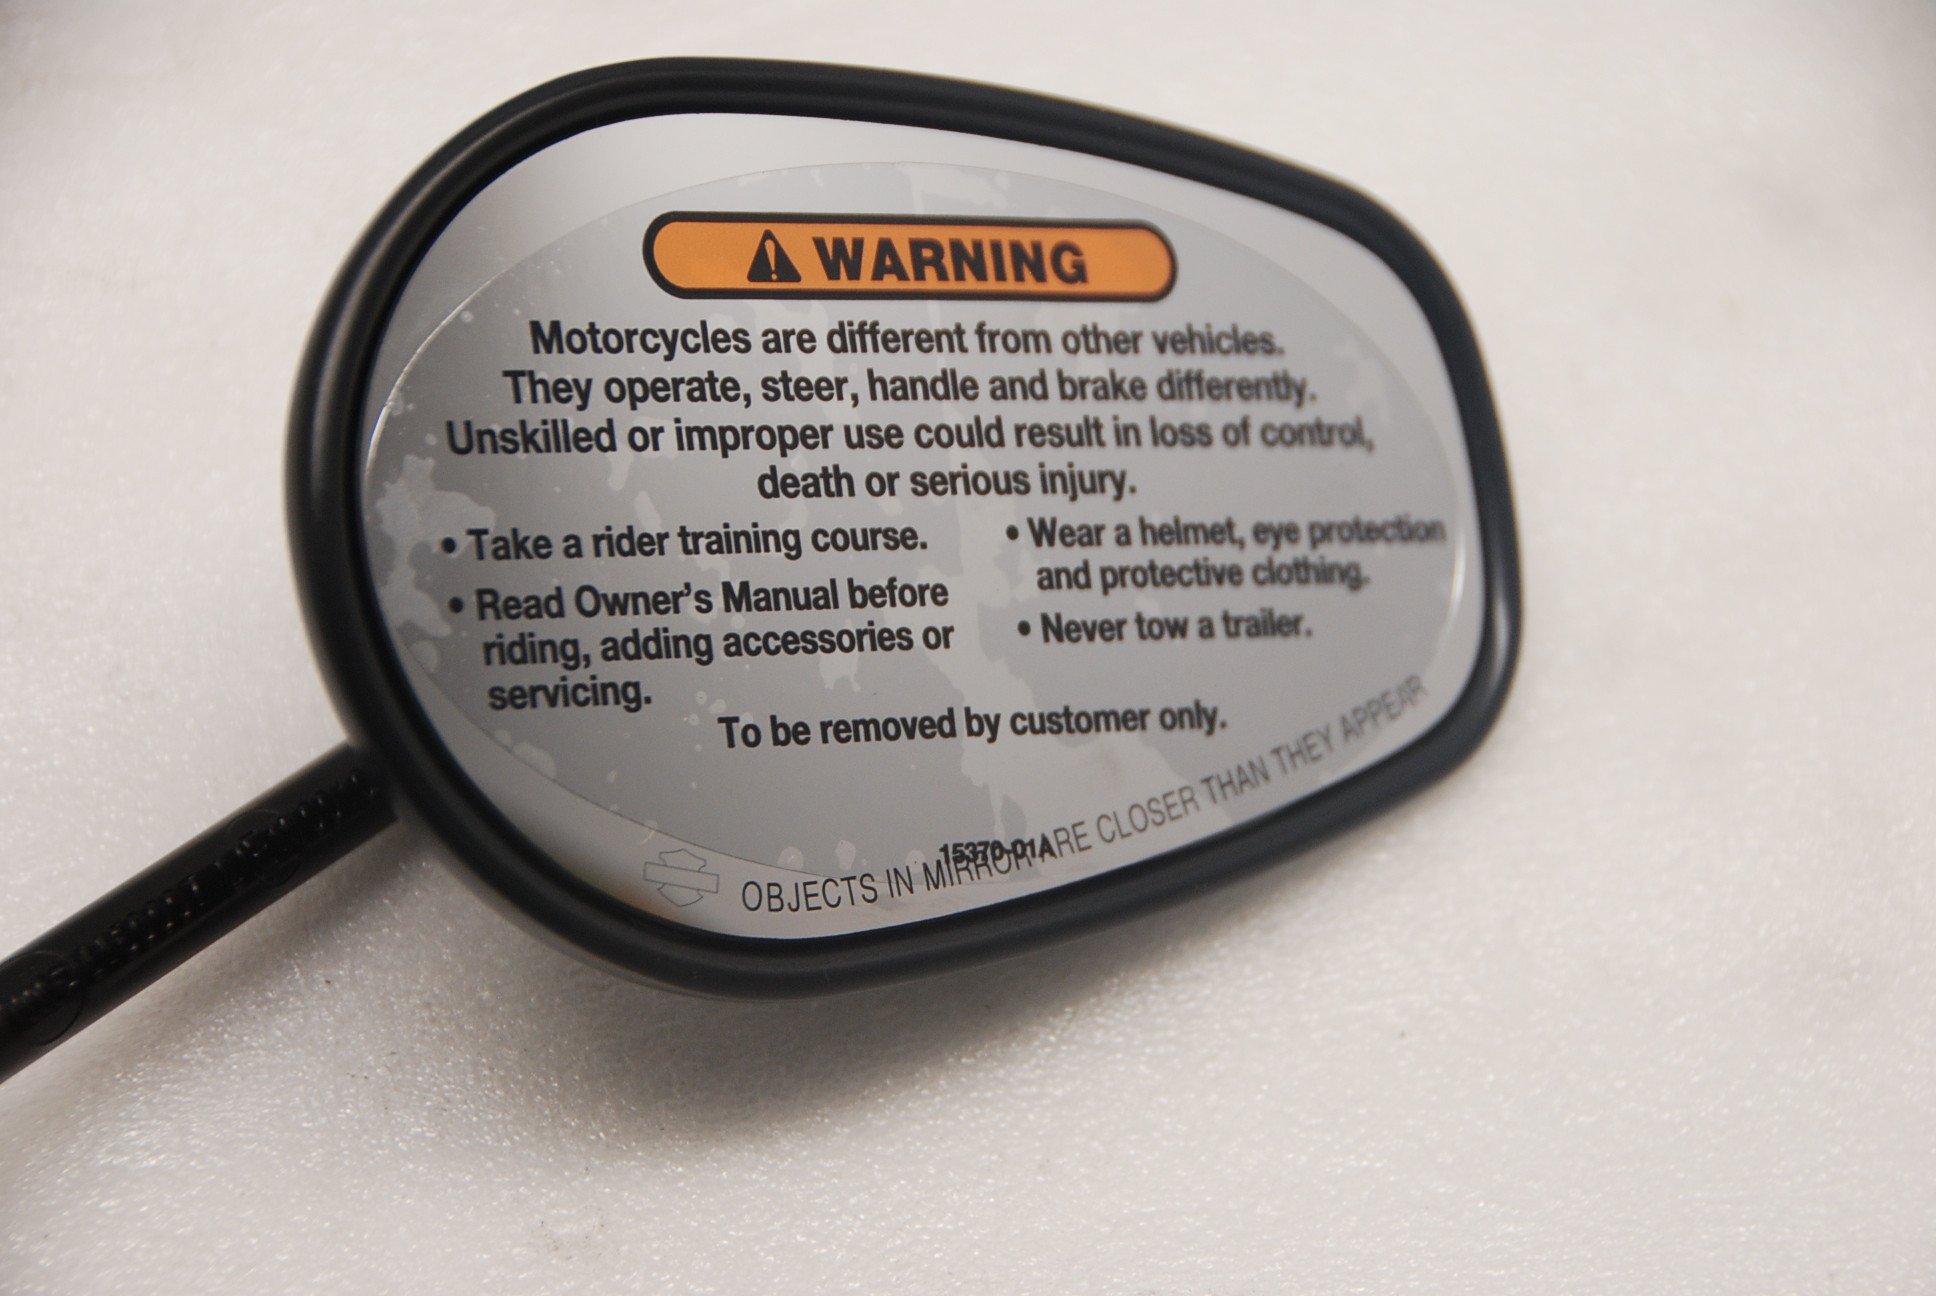 WARNING
Motorcycles are different from other vehicles.
They operate, steer, handle and brake differently.
Unskilled or improper use could result in loss of control,
death or serious injury.
• Take a rider training course.
• Read Owner's Manual before
riding, adding accessories or
servicing.
• Wear a helmet, eye protection
and protective clothing.
• Never tow a trailer.
To be removed by customer only.
15370-01A
OBJECTS IN MIRROR ARE CLOSER THAN THEY APPEAR